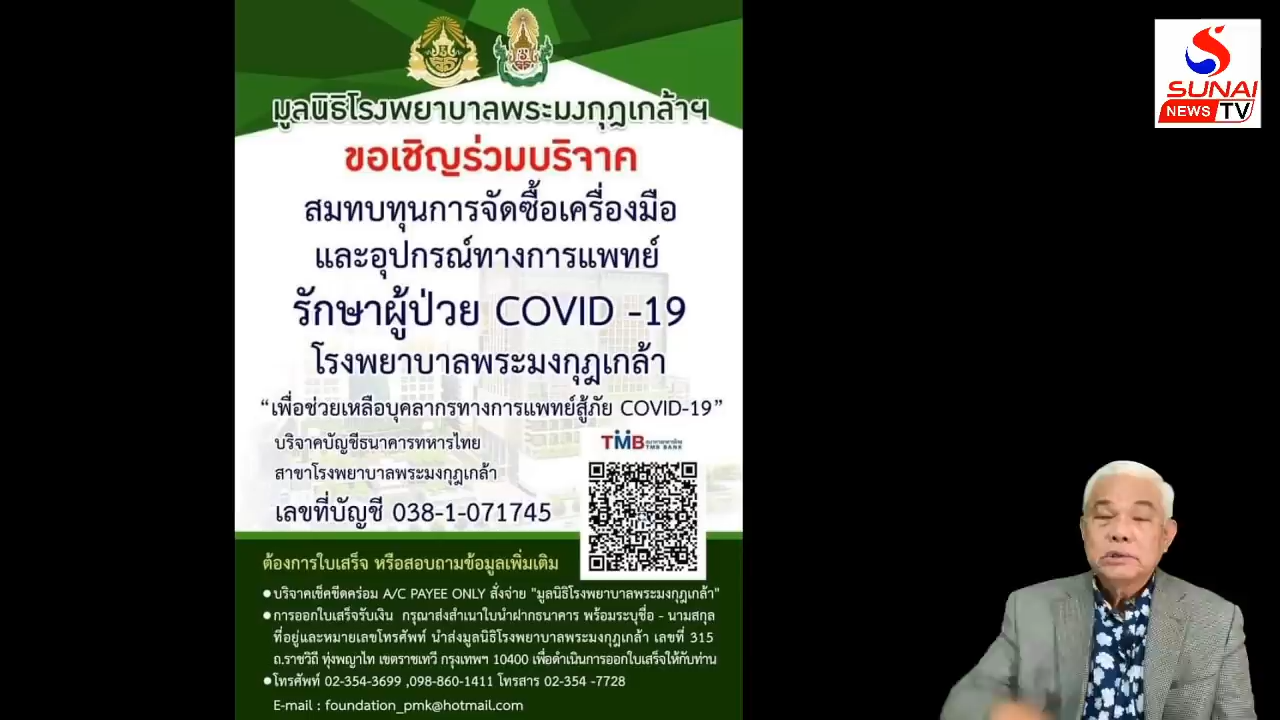 SUNAI
NEWS TV
มูลนิธิโรงพยาบาลพระมงกุฎเกล้าฯ
ขอเชิญร่วมบริจาค
สมทบทุนการจัดซื้อเครื่องมือ
และอุปกรณ์ทางการแพทย์
รักษาผู้ป่วย COVID -19
โรงพยาบาลพระมงกุฎเกล้า
“เพื่อช่วยเหลือบุคลากรทางการแพทย์สู้ภัย COVID-19”
บริจาคบัญชีธนาคารทหารไทย
สาขาโรงพยาบาลพระมงกุฎเกล้า
เลขที่บัญชี 038-1-071745
TMB ธนาคารทหารไทย
TMB BANK
ต้องการใบเสร็จ หรือสอบถามข้อมูลเพิ่มเติม
●บริจาคเช็คขีดคร่อม A/C PAYEE ONLY สั่งจ่าย "มูลนิธิโรงพยาบาลพระมงกุฎเกล้า"
●การออกใบเสร็จรับเงิน กรุณาส่งสำเนาใบนำฝากธนาคาร พร้อมระบุชื่อ - นามสกุล
ที่อยู่และหมายเลขโทรศัพท์ นำส่งมูลนิธิโรงพยาบาลพระมงกุฎเกล้า เลขที่ 315
ถ.ราชวิถี ทุ่งพญาไท เขตราชเทวี กรุงเทพฯ 10400 เพื่อดำเนินการออกใบเสร็จให้กับท่าน
●โทรศัพท์ 02-354-3699 ,098-860-1411 โทรสาร 02-354 -7728
E-mail : foundation_pmk@hotmail.com